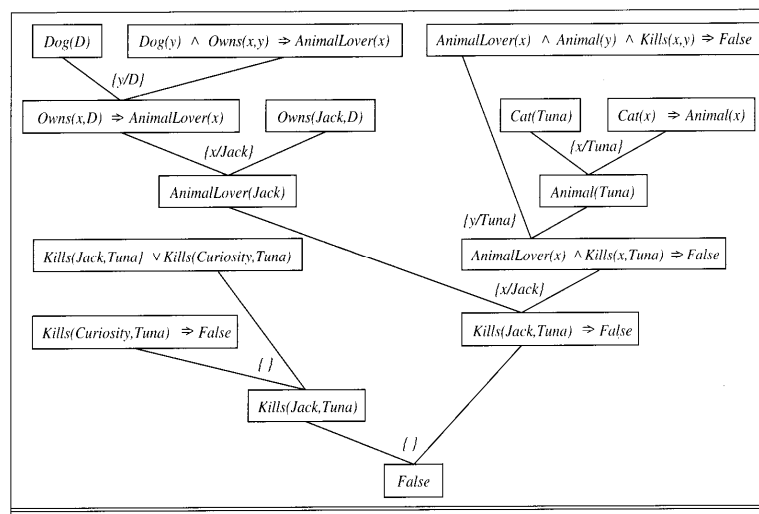 Dog(D)
Dog(y) ∧ Owns(x,y) ⇒ AnimalLover(x)
AnimalLover(x) ∧ Animal(y) ∧ Kills(x,y) ⇒ False
{y/D}
Owns(x,D) ⇒ AnimalLover(x)
Owns(Jack,D)
Cat(Tuna)
Cat(x) ⇒ Animal(x)
{x/Jack}
{x/Tuna}
AnimalLover(Jack)
Animal(Tuna)
{y/Tuna}
Kills(Jack,Tuna) ∨ Kills(Curiosity,Tuna)
AnimalLover(x) ∧ Kills(x,Tuna) ⇒ False
{x/Jack}
Kills(Curiosity,Tuna) ⇒ False
Kills(Jack,Tuna) ⇒ False
{ }
Kills(Jack,Tuna)
{ }
False